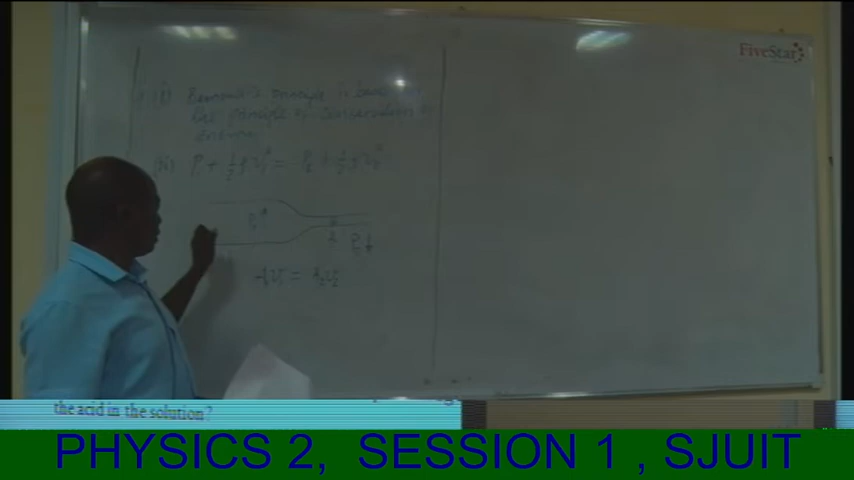 FiveStar
(i) Bernoulli's principle is based on
the principle of conservation of
energy
(ii) P₁ + ½ρv₁² = P₂ + ½ρv₂²
P₁
A₁v₁ = A₂v₂
the acid in the solution?
PHYSICS 2, SESSION 1 , SJUIT